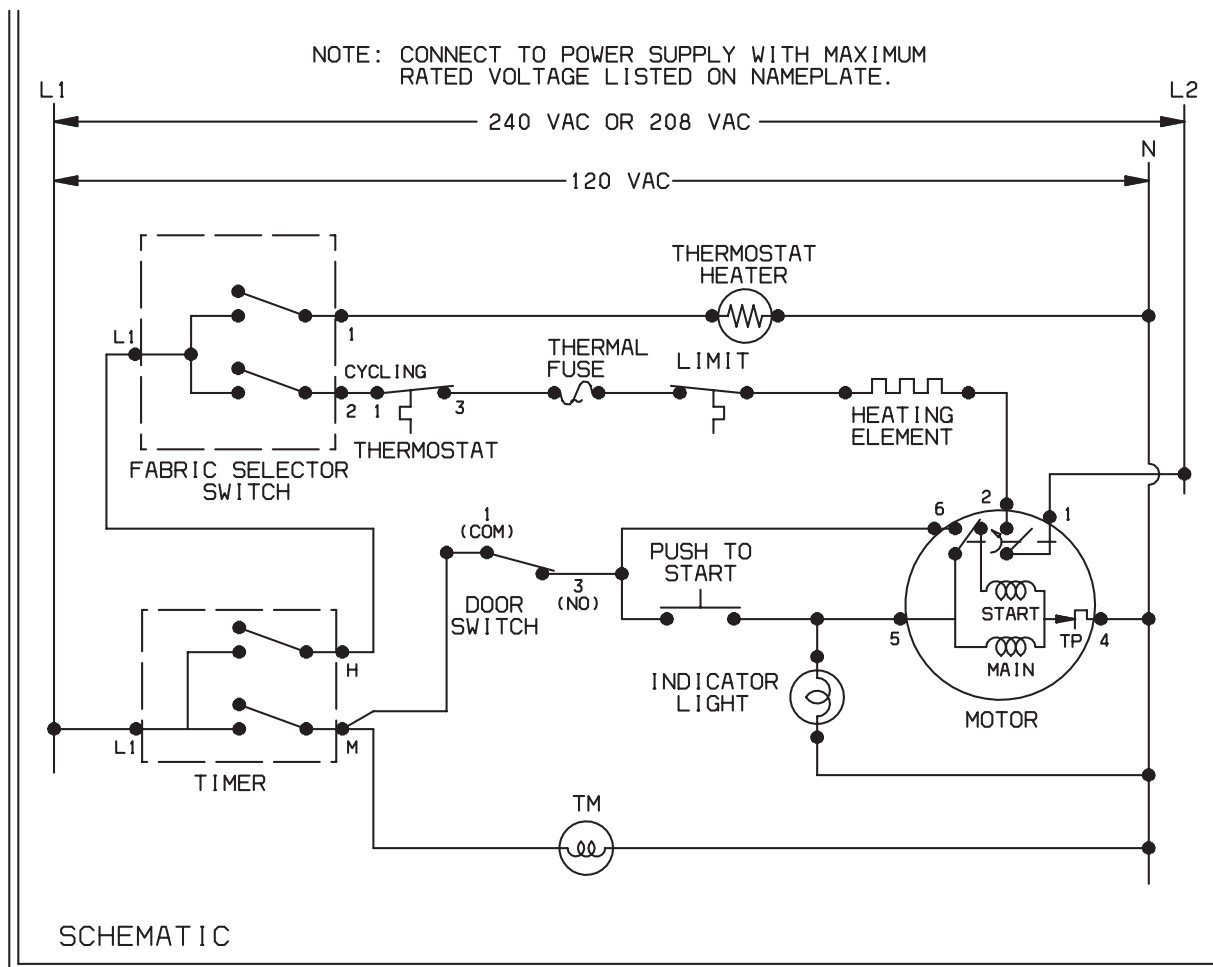 NOTE: CONNECT TO POWER SUPPLY WITH MAXIMUM
RATED VOLTAGE LISTED ON NAMEPLATE.
L1
L2
240 VAC OR 208 VAC
N
120 VAC
THERMOSTAT
HEATER
L1
1
CYCLING
THERMAL
FUSE
LIMIT
2
1
3
THERMOSTAT
HEATING
ELEMENT
FABRIC SELECTOR
SWITCH
1
(COM)
6
2
1
PUSH TO
START
3
(NO)
DOOR
SWITCH
START
5
TP
4
H
MAIN
INDICATOR
LIGHT
MOTOR
L1
M
TIMER
TM
SCHEMATIC